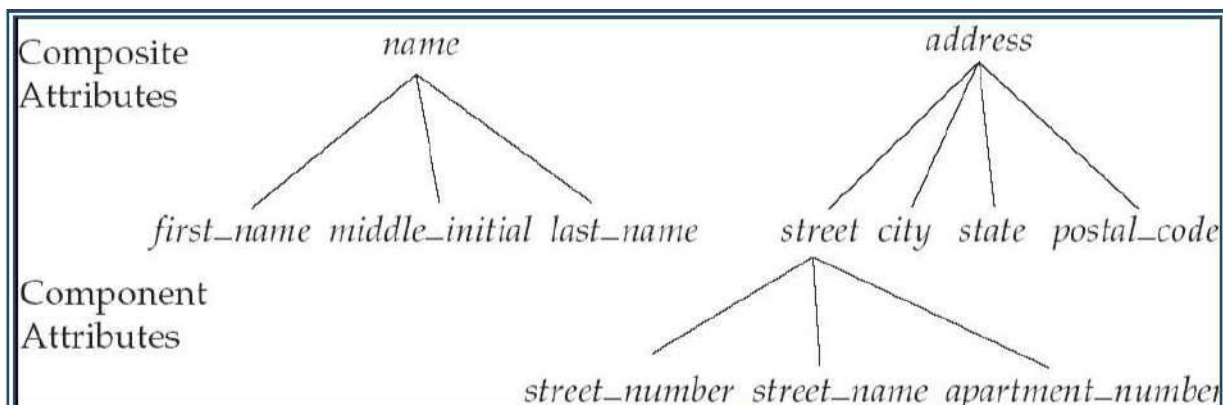 Composite
Attributes
name
address
first_name middle_initial last_name
street city state postal_code
Component
Attributes
street_number street_name apartment_number